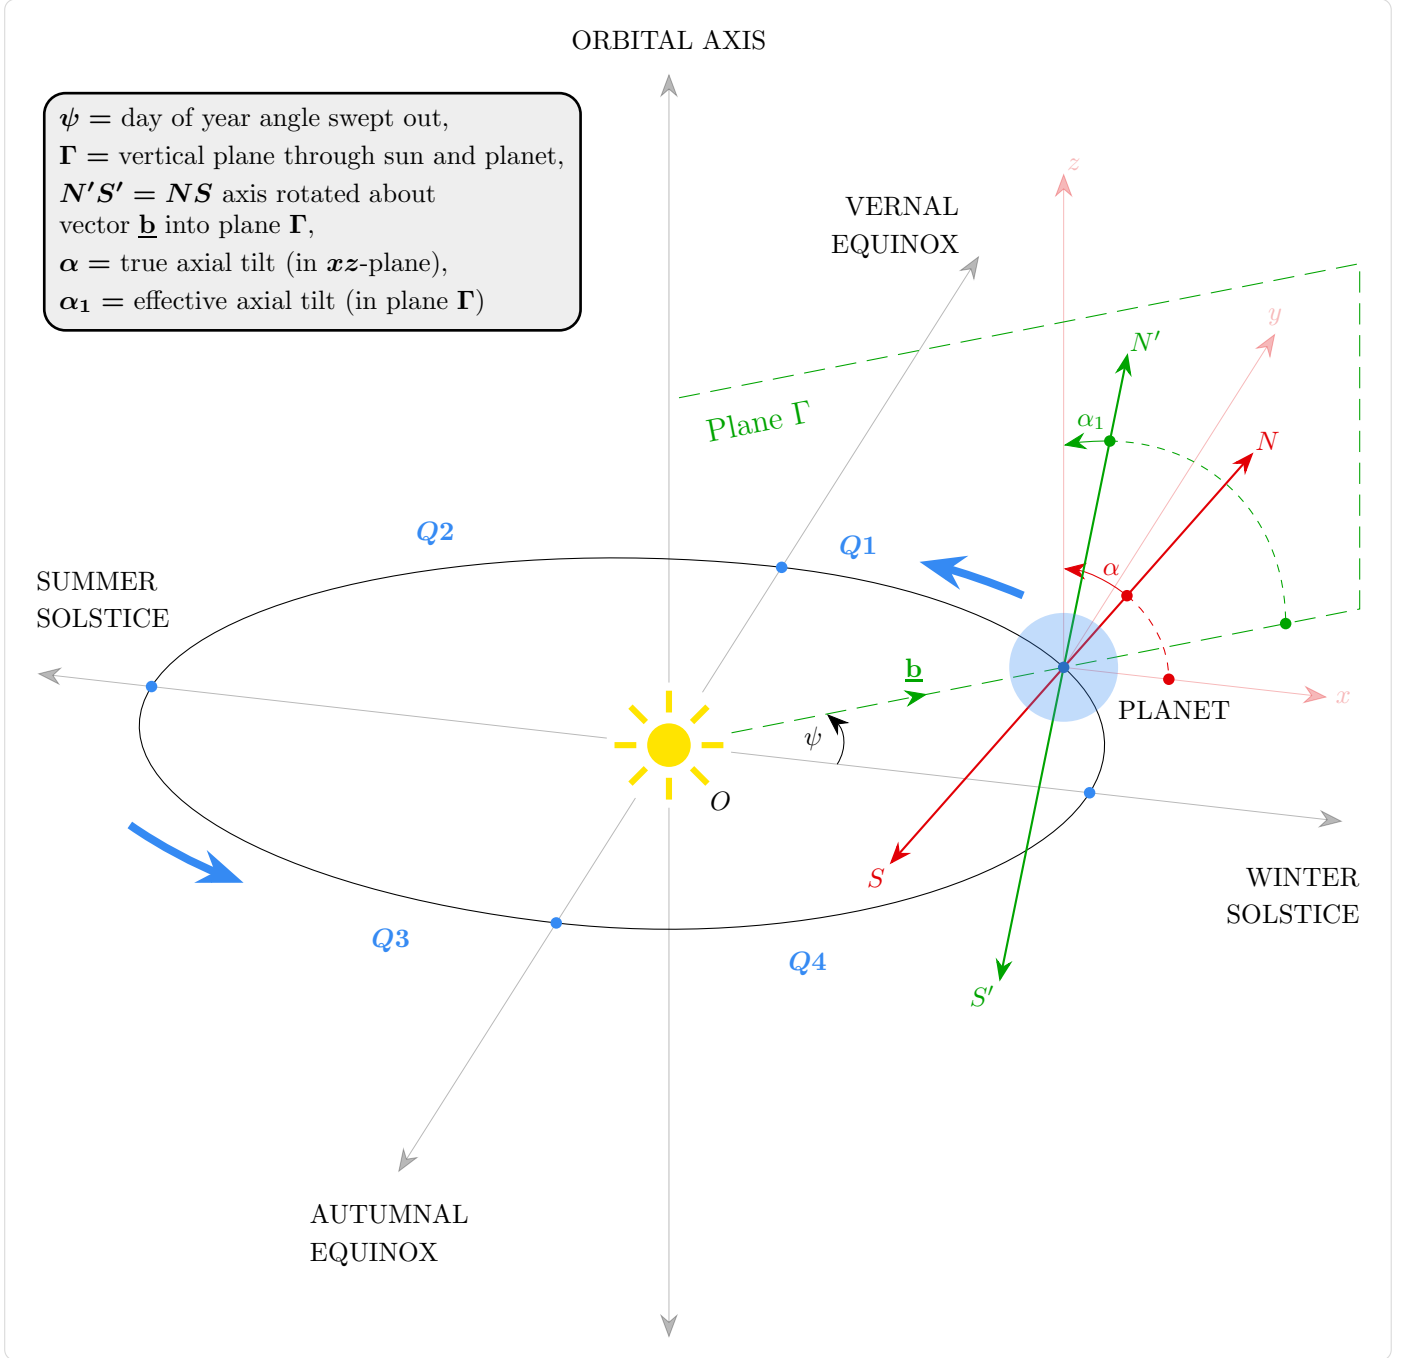 ORBITAL AXIS
ψ = day of year angle swept out,
Γ = vertical plane through sun and planet,
N′S′ = NS axis rotated about
vector b into plane Γ,
α = true axial tilt (in xz-plane),
α₁ = effective axial tilt (in plane Γ)
z
VERNAL
EQUINOX
y
N′
Plane Γ
α₁
N
Q2
Q1
α
SUMMER
SOLSTICE
b
x
PLANET
ψ
O
S
WINTER
SOLSTICE
Q3
Q4
S′
AUTUMNAL
EQUINOX